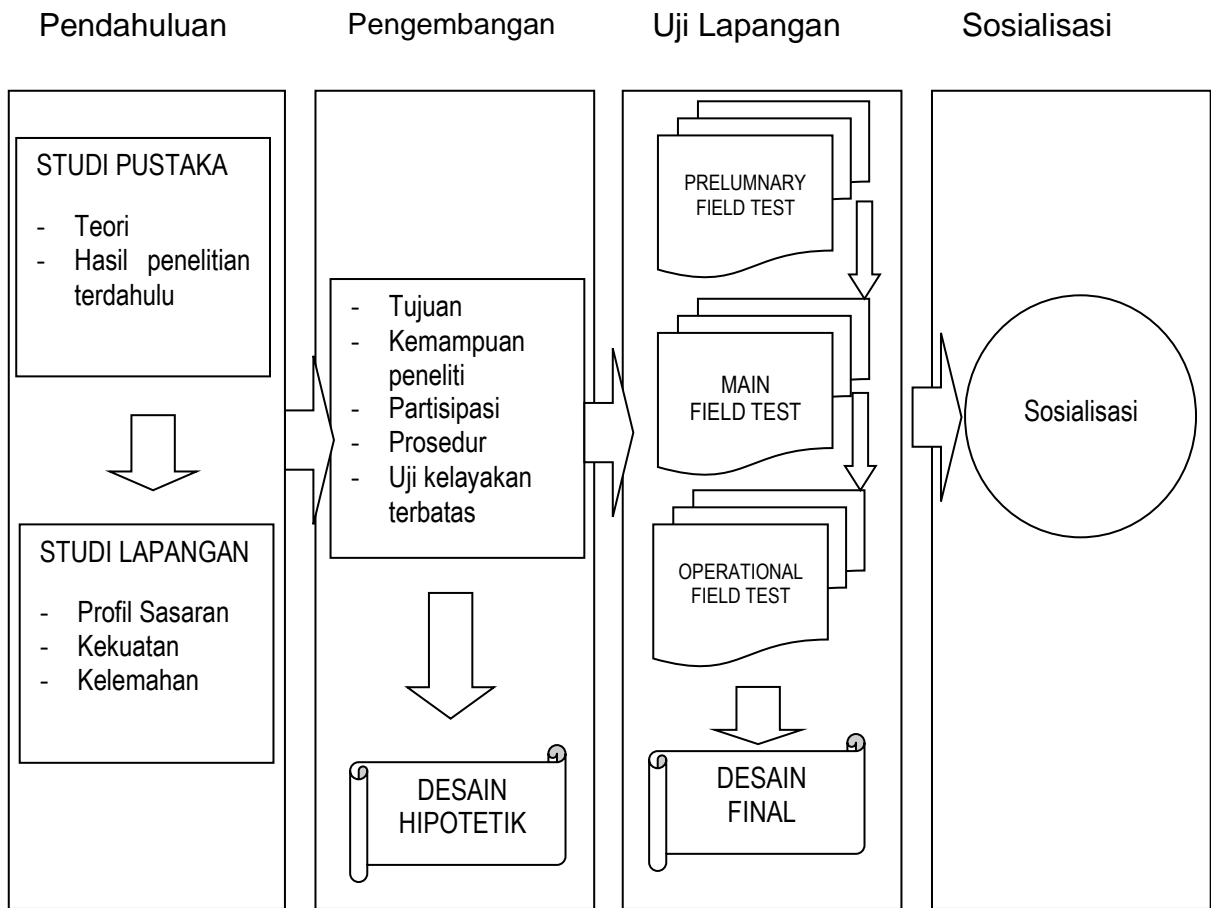 Pendahuluan
Pengembangan
Uji Lapangan
Sosialisasi
STUDI PUSTAKA
- Teori
- Hasil penelitian
terdahulu
STUDI LAPANGAN
- Profil Sasaran
- Kekuatan
- Kelemahan
- Tujuan
- Kemampuan
peneliti
- Partisipasi
- Prosedur
- Uji kelayakan
terbatas
DESAIN
HIPOTETIK
PRELUMNARY
FIELD TEST
MAIN
FIELD TEST
OPERATIONAL
FIELD TEST
DESAIN
FINAL
Sosialisasi